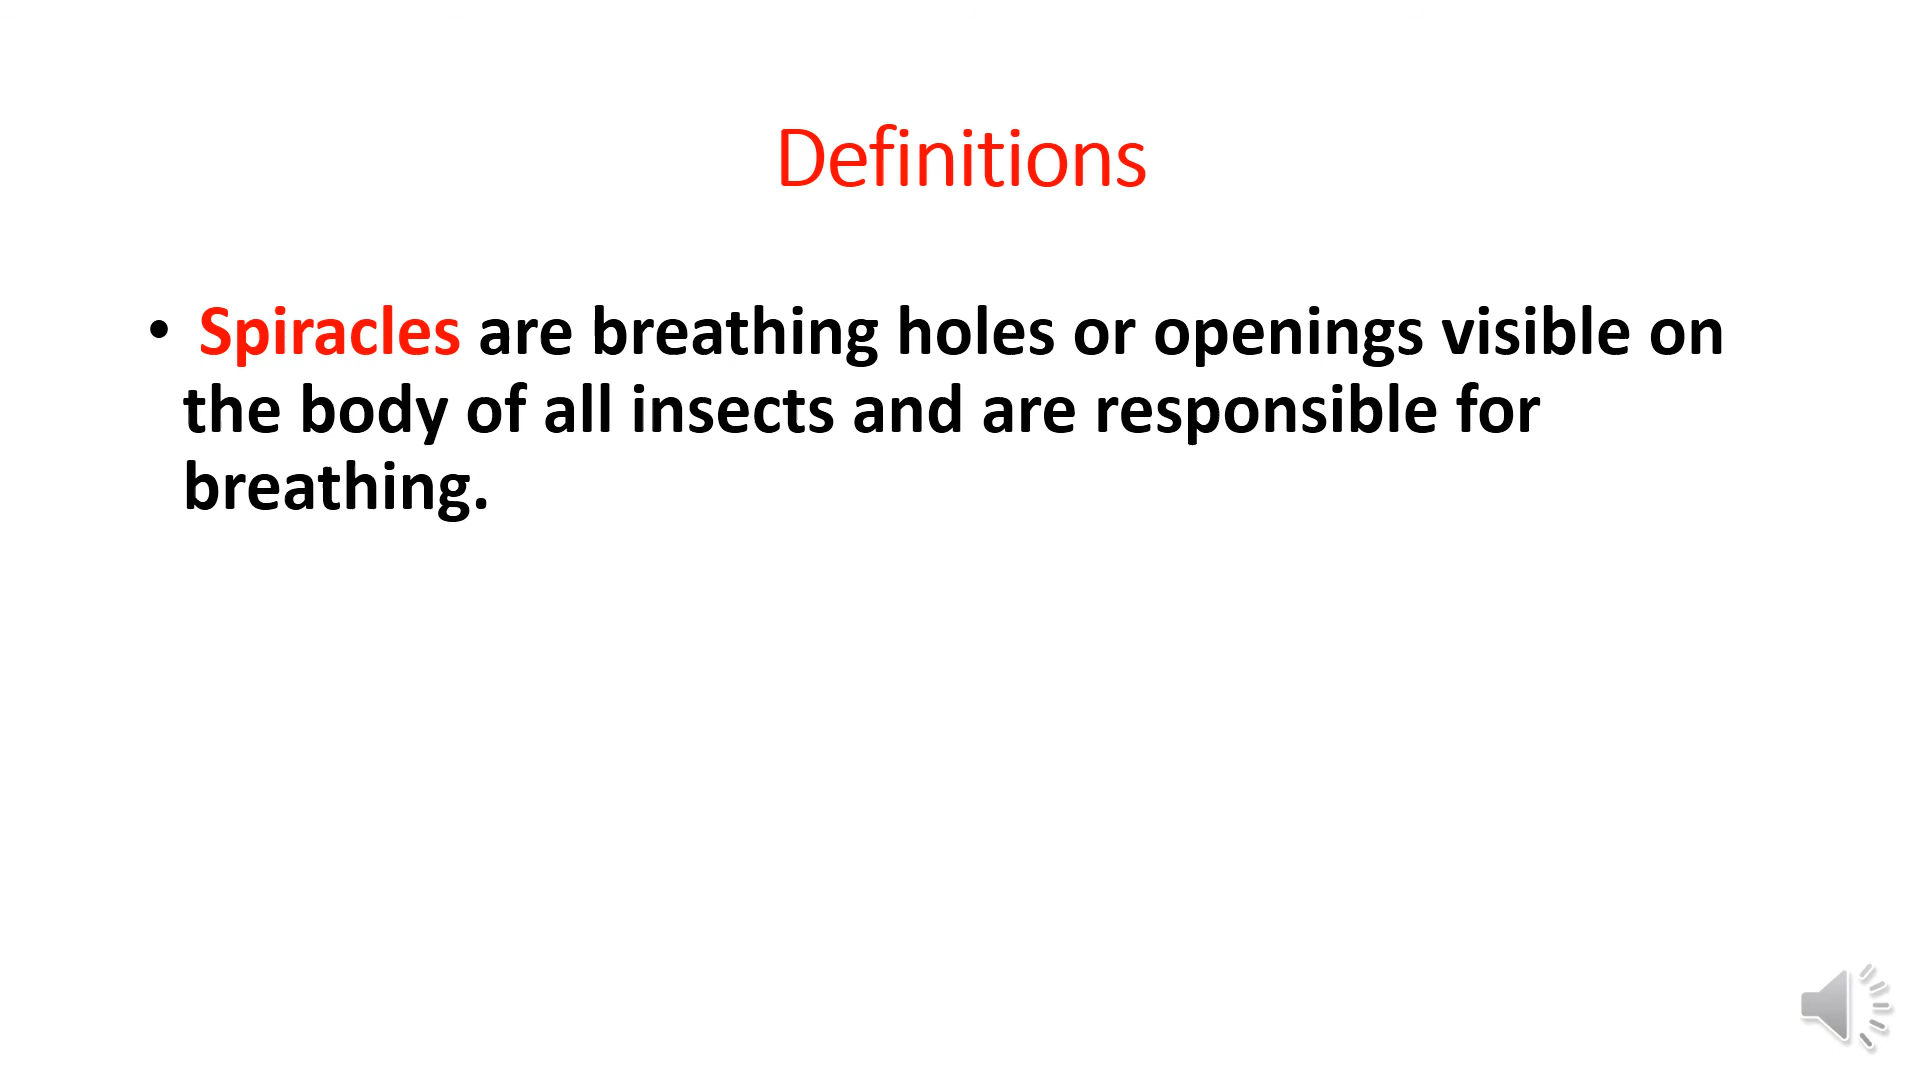 Definitions
• Spiracles are breathing holes or openings visible on
the body of all insects and are responsible for
breathing.